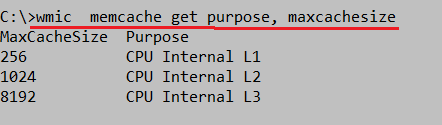 C:\>wmic  memcache get purpose, maxcachesize
MaxCacheSize  Purpose
256           CPU Internal L1
1024          CPU Internal L2
8192          CPU Internal L3